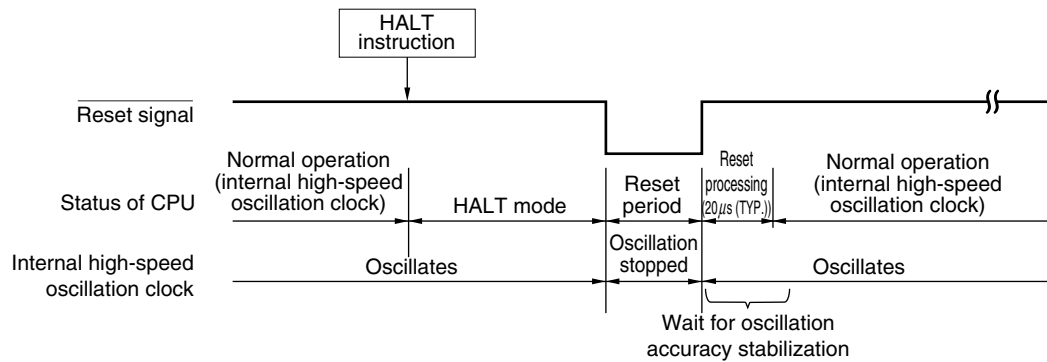 HALT
instruction
Reset signal
Status of CPU
Normal operation
(internal high-speed
oscillation clock)
HALT mode
Reset
period
Reset
processing
(20 μs (TYP.))
Normal operation
(internal high-speed
oscillation clock)
Internal high-speed
oscillation clock
Oscillates
Oscillation
stopped
Oscillates
Wait for oscillation
accuracy stabilization